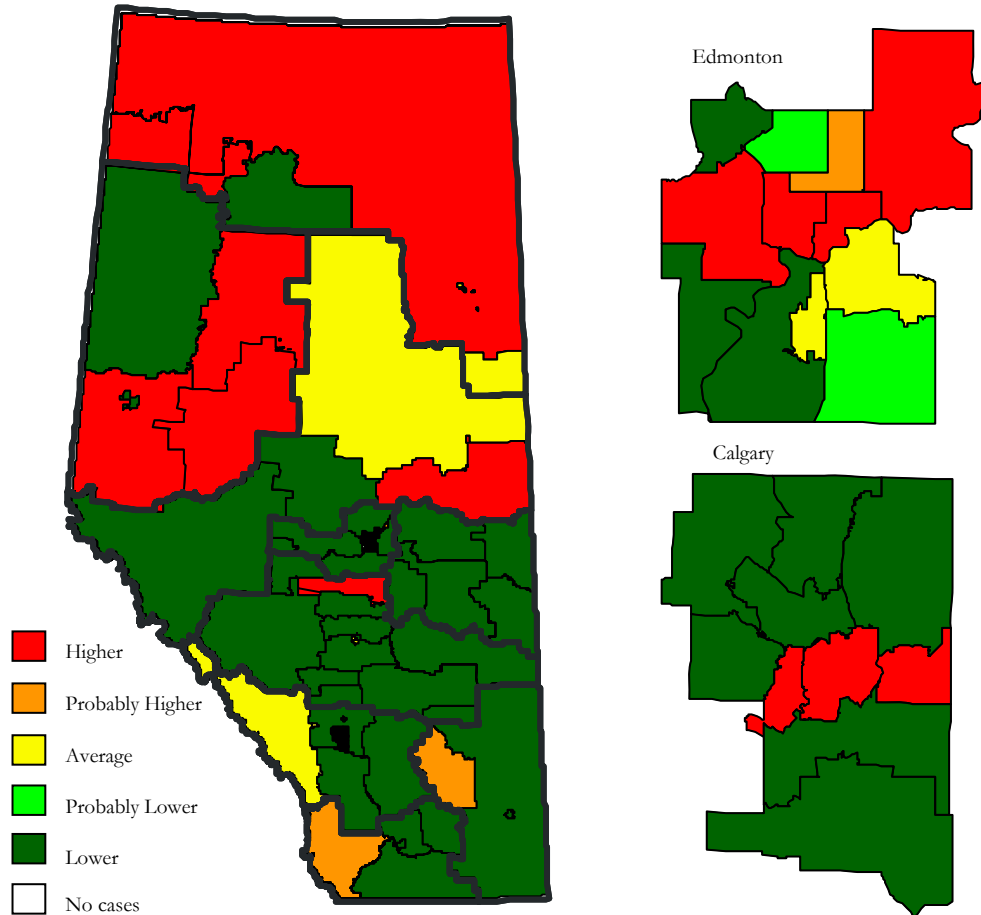 Edmonton
Calgary
Higher
Probably Higher
Average
Probably Lower
Lower
No cases